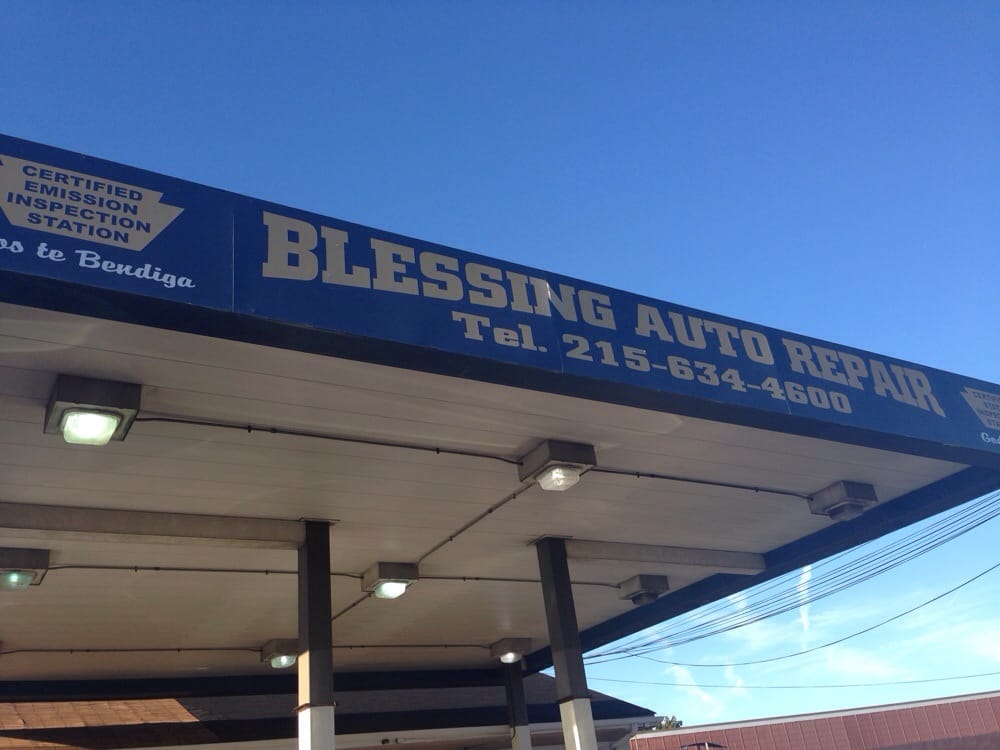 CERTIFIED
EMISSION
INSPECTION
STATION
te Bendiga
BLESSING AUTO REPAIR
Tel. 215-634-4600